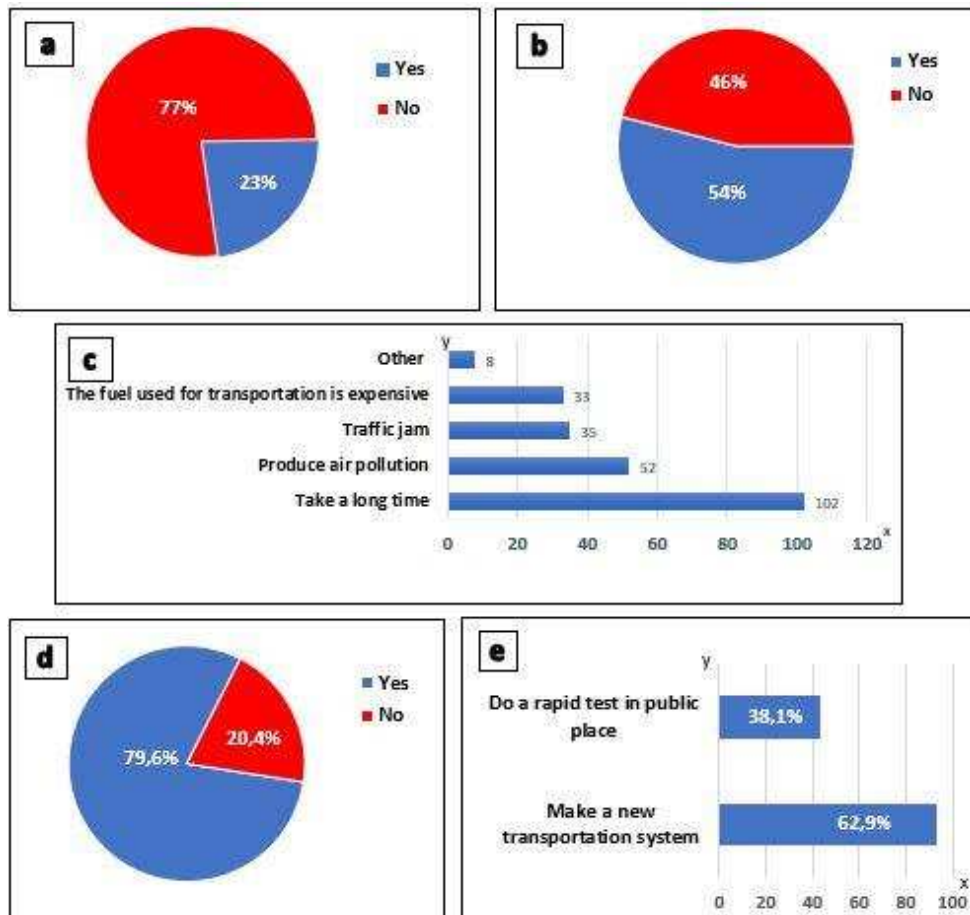 a
Yes
No
77%
23%
b
Yes
No
46%
54%
c
y
Other
8
The fuel used for transportation is expensive
33
Traffic jam
35
Produce air pollution
52
Take a long time
102
x
0 20 40 60 80 100 120
d
Yes
No
79,6%
20,4%
e
y
Do a rapid test in public
place
38,1%
Make a new
transportation system
62,9%
x
0 20 40 60 80 100